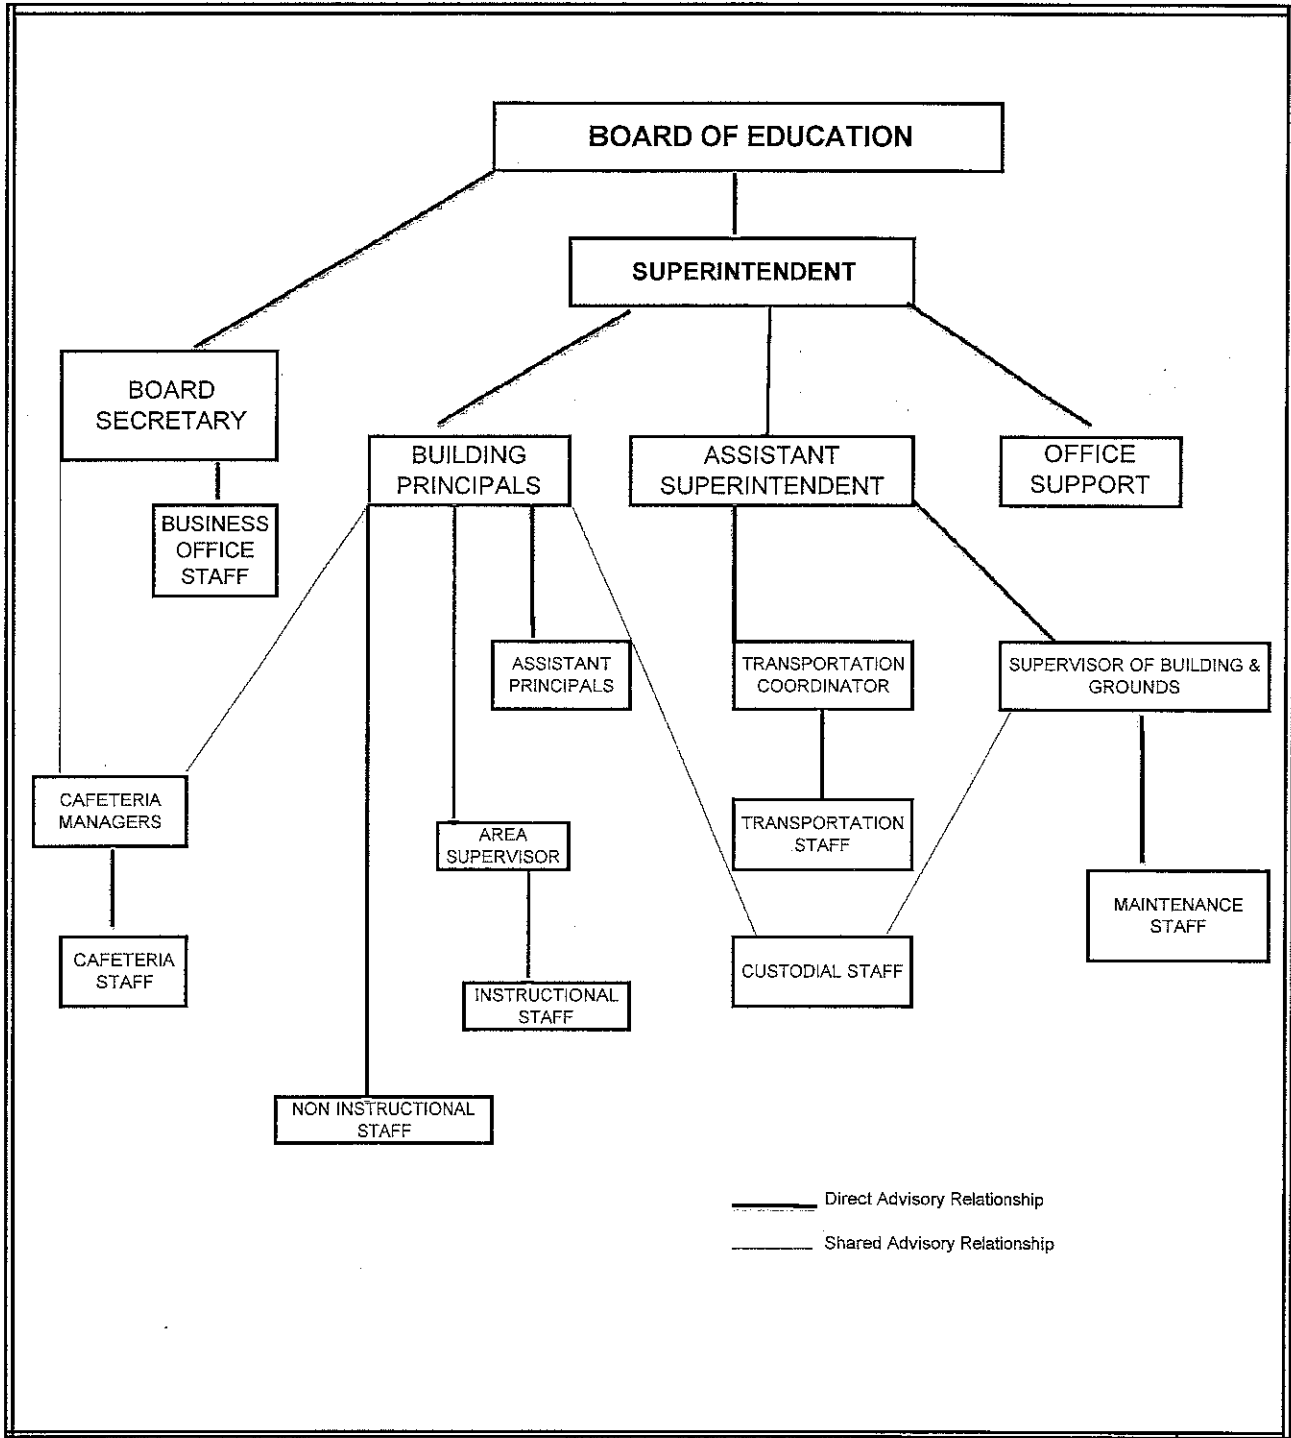 BOARD OF EDUCATION
SUPERINTENDENT
BOARD
SECRETARY
BUILDING
PRINCIPALS
ASSISTANT
SUPERINTENDENT
OFFICE
SUPPORT
BUSINESS
OFFICE
STAFF
ASSISTANT
PRINCIPALS
TRANSPORTATION
COORDINATOR
SUPERVISOR OF BUILDING &
GROUNDS
CAFETERIA
MANAGERS
AREA
SUPERVISOR
TRANSPORTATION
STAFF
MAINTENANCE
STAFF
CAFETERIA
STAFF
INSTRUCTIONAL
STAFF
CUSTODIAL STAFF
NON INSTRUCTIONAL
STAFF
Direct Advisory Relationship
Shared Advisory Relationship